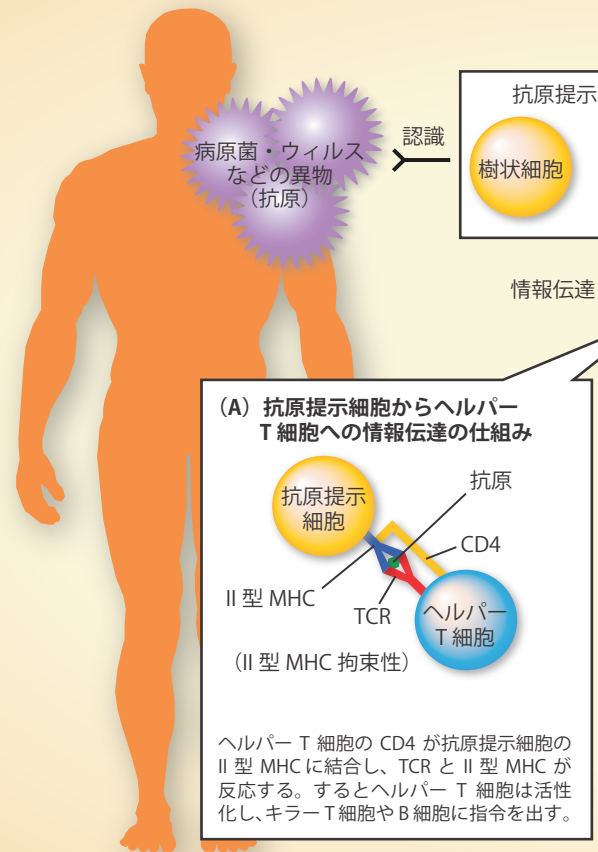 病原菌・ウィルス
などの異物
（抗原）
認識
抗原提示
樹状細胞
情報伝達
（A）抗原提示細胞からヘルパー
T 細胞への情報伝達の仕組み
抗原提示
細胞
抗原
CD4
II 型 MHC
TCR
ヘルパー
T 細胞
（II 型 MHC 拘束性）
ヘルパー T 細胞の CD4 が抗原提示細胞の
II 型 MHC に結合し、TCR と II 型 MHC が
反応する。するとヘルパー T 細胞は活性
化し、キラー T 細胞や B 細胞に指令を出す。